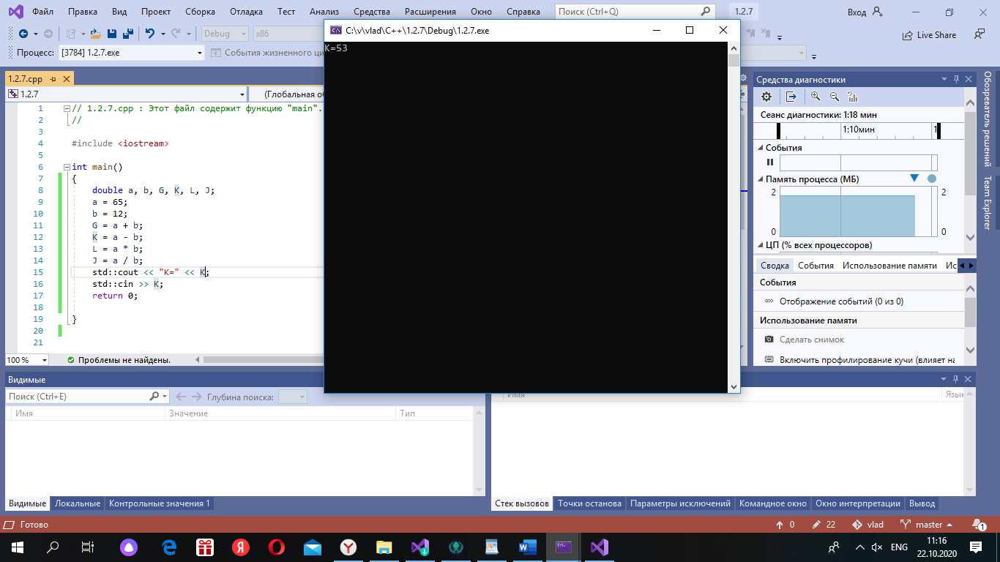 Файл Правка Вид Проект Сборка Отладка Тест Анализ Средства Расширения Окно Справка Поиск (Ctrl+Q) 1.2.7 Вход
Debug x86 Live Share
Процесс: [3784] 1.2.7.exe События жизненного
C:\v\vlad\C++\1.2.7\Debug\1.2.7.exe
K=53
1.2.7.cpp
1.2.7 (Глобальная
1 // 1.2.7.cpp : Этот файл содержит функцию "main".
2 //
3
4 #include <iostream>
5
6 int main()
7 {
8 double a, b, G, K, L, J;
9 a = 65;
10 b = 12;
11 G = a + b;
12 K = a - b;
13 L = a * b;
14 J = a / b;
15 std::cout << "K=" << K;
16 std::cin >> K;
17 return 0;
18
19 }
20
21
100 % Проблемы не найдены.
Средства диагностики
Сеанс диагностики: 1:18 мин
1:10мин
События
Память процесса (МБ)
2 2
0 0
ЦП (% всех процессоров)
Сводка События Использование памяти Ис
События
Отображение событий (0 из 0)
Использование памяти
Сделать снимок
Включить профилирование кучи (влияет на
Обозреватель решений
Team Explorer
Видимые
Поиск (Ctrl+E) Глубина поиска:
Имя Значение Тип
Имя Язык
Видимые Локальные Контрольные значения 1
Стек вызовов Точки останова Параметры исключений Командное окно Окно интерпретации Вывод
Готово 0 22 vlad master 1
ENG 11:16
22.10.2020